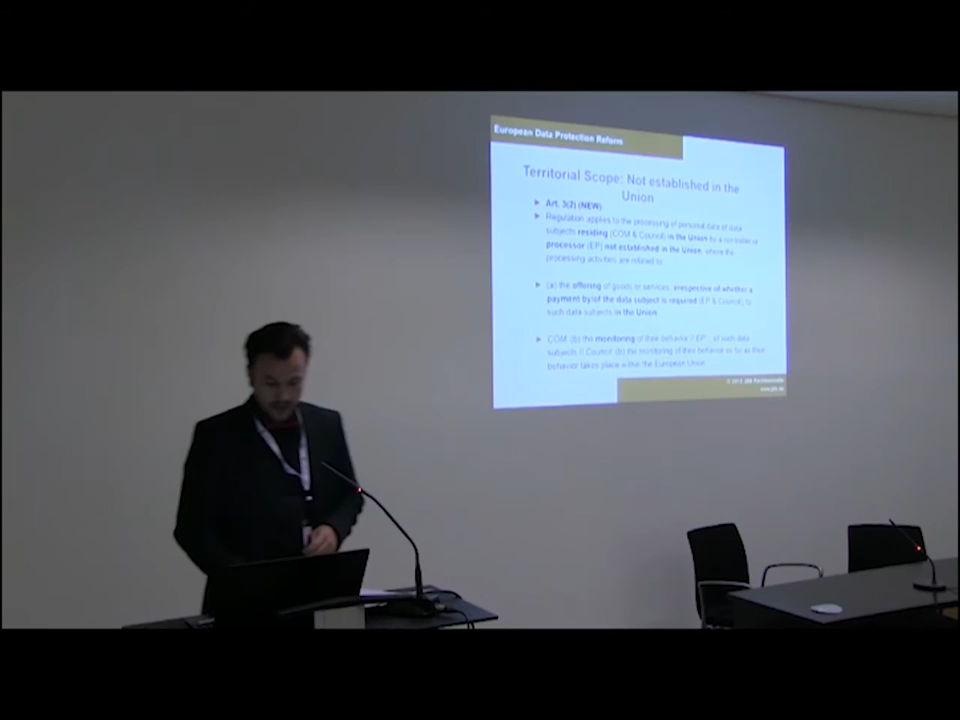 European Data Protection Reform
Territorial Scope: Not established in the
Union
Art. 3(2) (NEW)
Regulation applies to the processing of personal data of data
subjects residing (COM & Council) in the Union by a controller or
processor (EP) not established in the Union, where the
processing activities are related to
(a) the offering of goods or services, irrespective of whether a
payment by/of the data subject is required (EP & Council), to
such data subjects in the Union
COM (b) the monitoring of their behavior // EP of such data
subjects // Council (b) the monitoring of their behavior as far as their
behavior takes place within the European Union